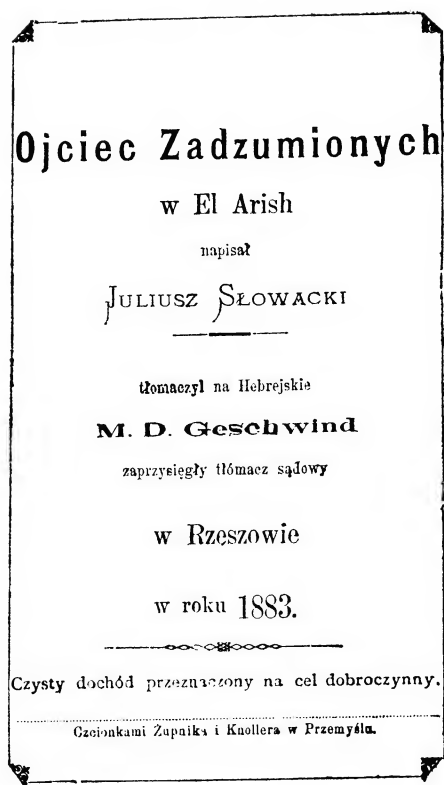 Ojciec Zadzumionych
w El Arish
napisał
JULIUSZ SŁOWACKI
tłomaczyl na Hebrejskie
M. D. Geschwind
zaprzysięgły tłómacz sądowy
w Rzeszowie
w roku 1883.
Czysty dochód przeznaczony na cel dobroczynny.
Czcionkami Żupnika i Knollera w Przemyślu.